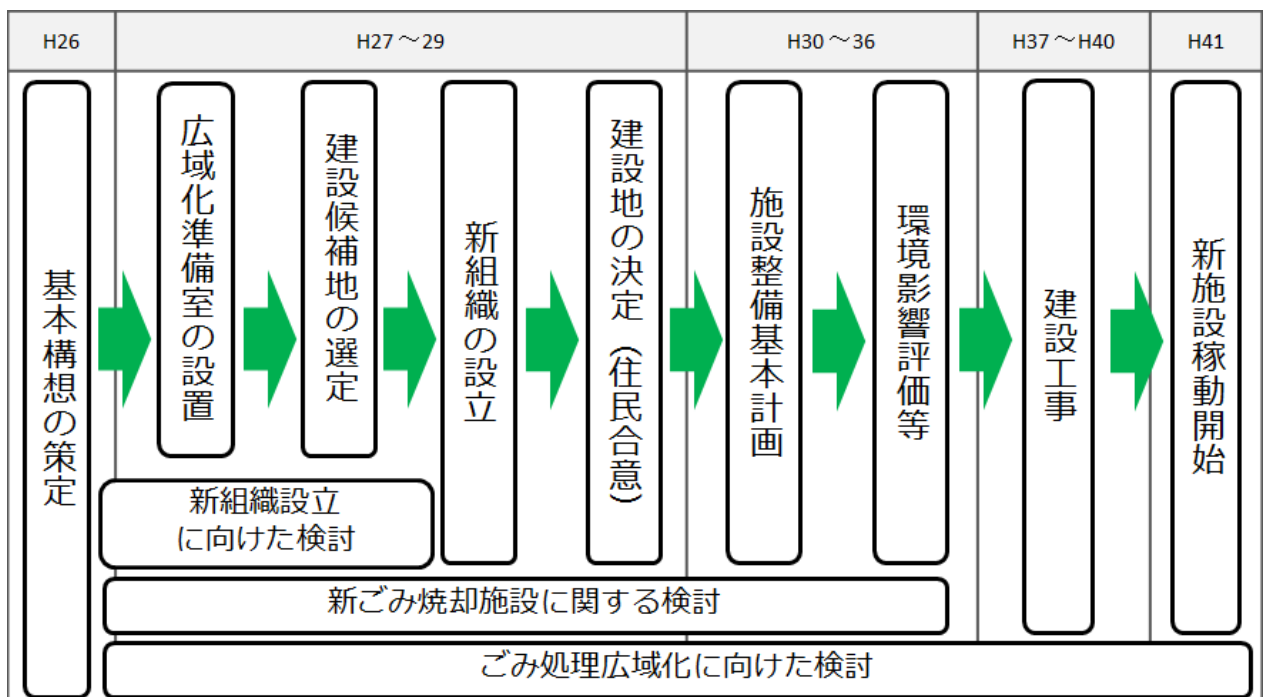 H26
H27～29
H30～36
H37～H40
H41
基本構想の策定
広域化準備室の設置
建設候補地の選定
新組織の設立
建設地の決定（住民合意）
施設整備基本計画
環境影響評価等
建設工事
新施設稼動開始
新組織設立
に向けた検討
新ごみ焼却施設に関する検討
ごみ処理広域化に向けた検討